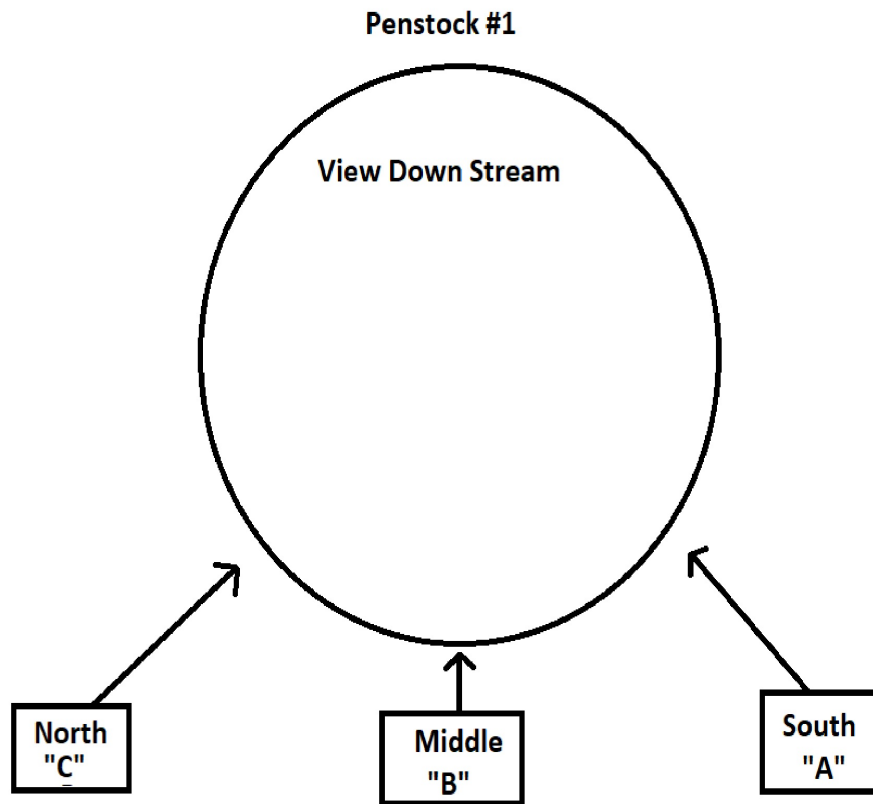 Penstock #1
View Down Stream
North
"C"
Middle
"B"
South
"A"